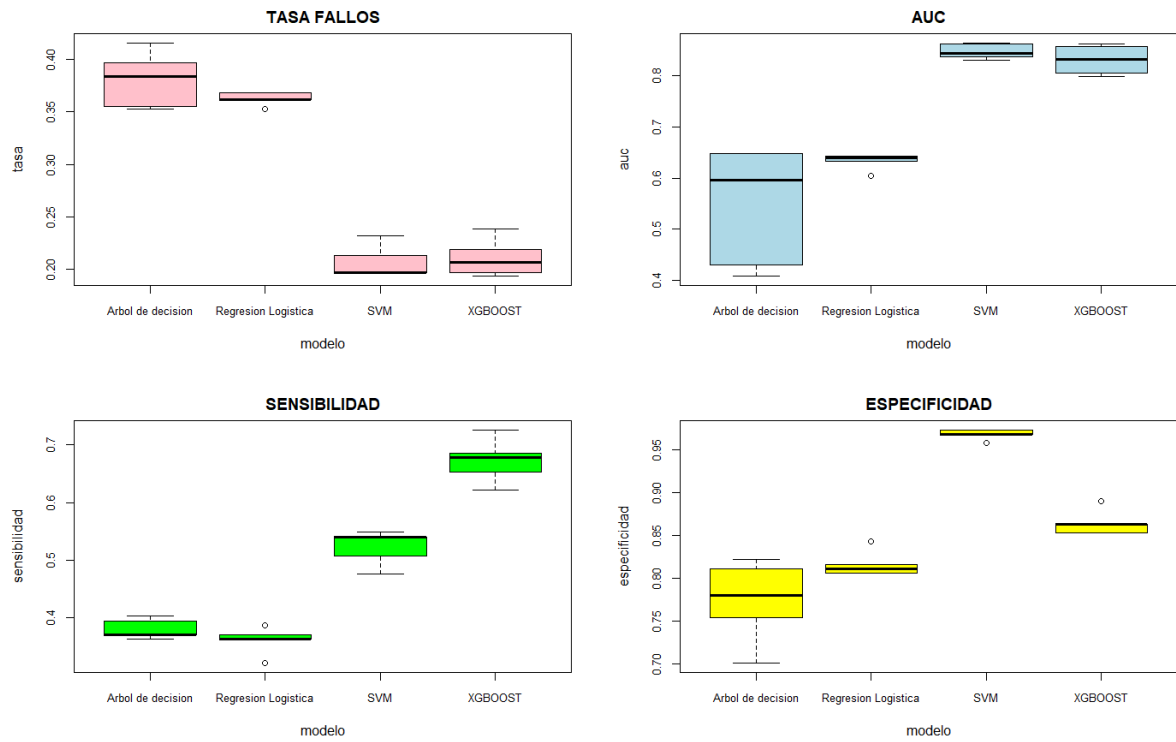 TASA FALLOS
tasa
0.40
0.35
0.30
0.25
0.20
Arbol de decision Regresion Logistica SVM XGBOOST
modelo
AUC
auc
0.8
0.7
0.6
0.5
0.4
Arbol de decision Regresion Logistica SVM XGBOOST
modelo
SENSIBILIDAD
sensibilidad
0.7
0.6
0.5
0.4
Arbol de decision Regresion Logistica SVM XGBOOST
modelo
ESPECIFICIDAD
especificidad
0.95
0.90
0.85
0.80
0.75
0.70
Arbol de decision Regresion Logistica SVM XGBOOST
modelo